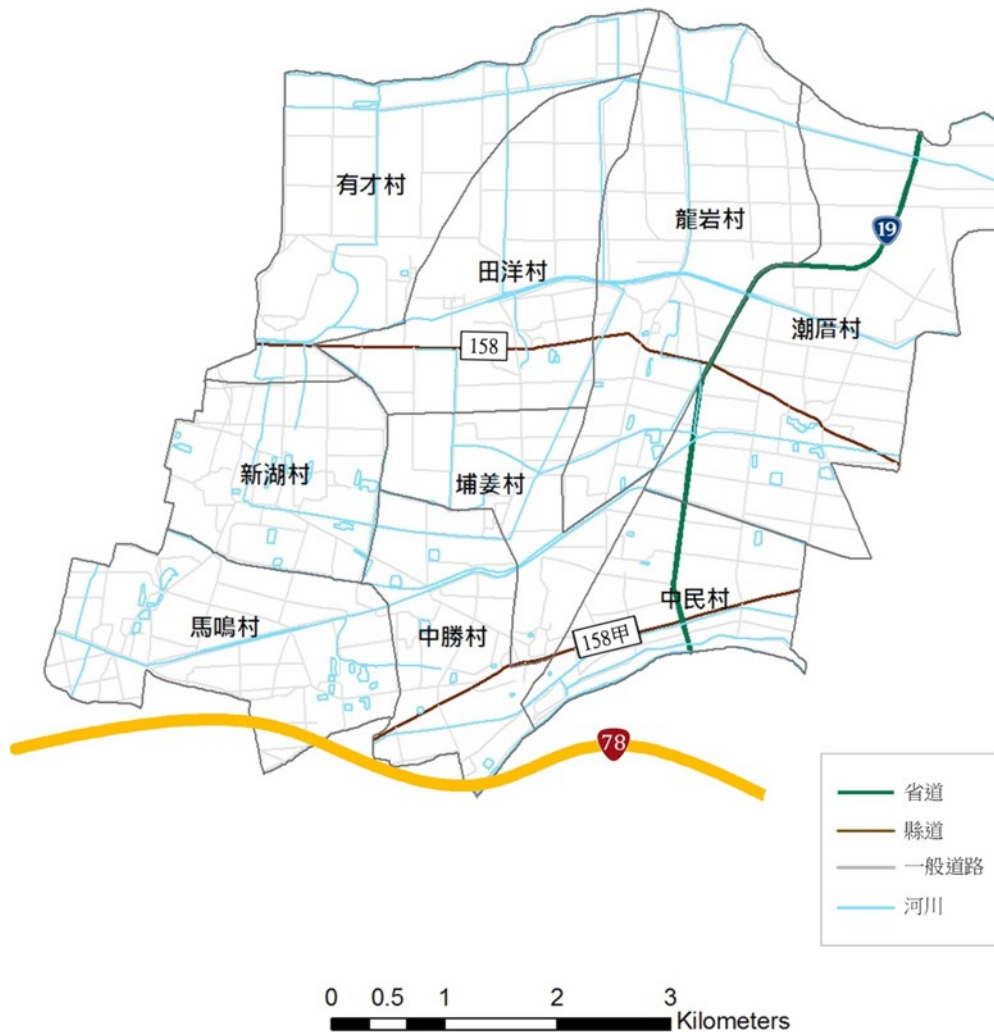 有才村
龍岩村
19
田洋村
潮厝村
158
新湖村
埔姜村
中民村
馬鳴村
中勝村
158甲
78
省道
縣道
一般道路
河川
0 0.5 1 2 3
Kilometers